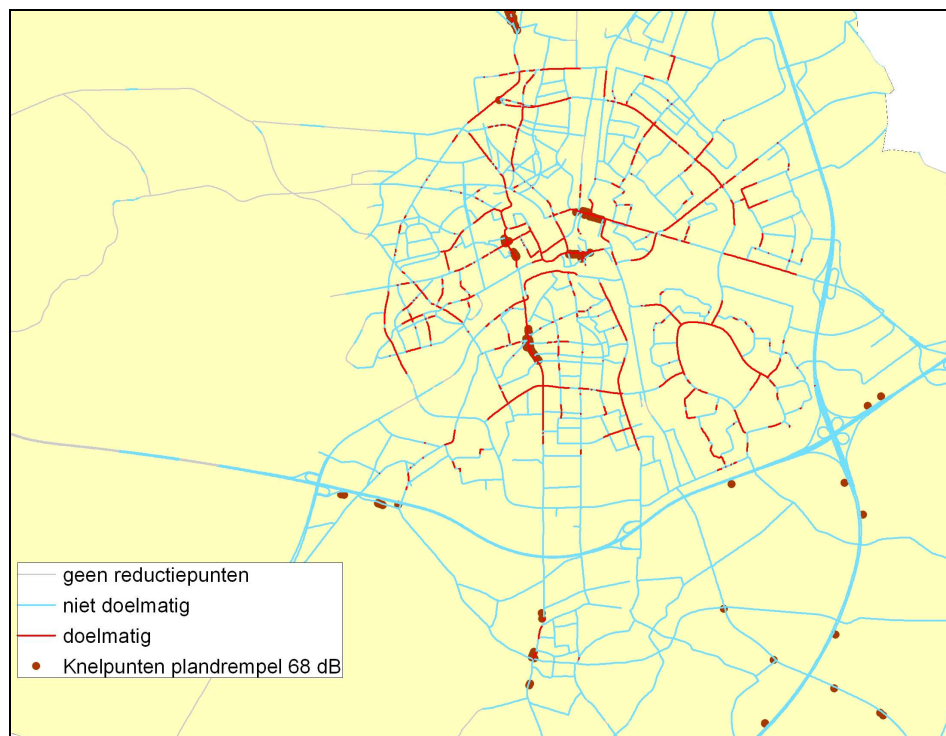 geen reductiepunten
niet doelmatig
doelmatig
Knelpunten plandrempel 68 dB